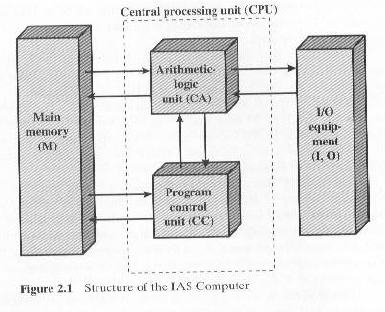 Central processing unit (CPU)
Arithmetic-
logic
unit (CA)
Main
memory
(M)
I/O
equip-
ment
(I, O)
Program
control
unit (CC)
Figure 2.1 Structure of the IAS Computer